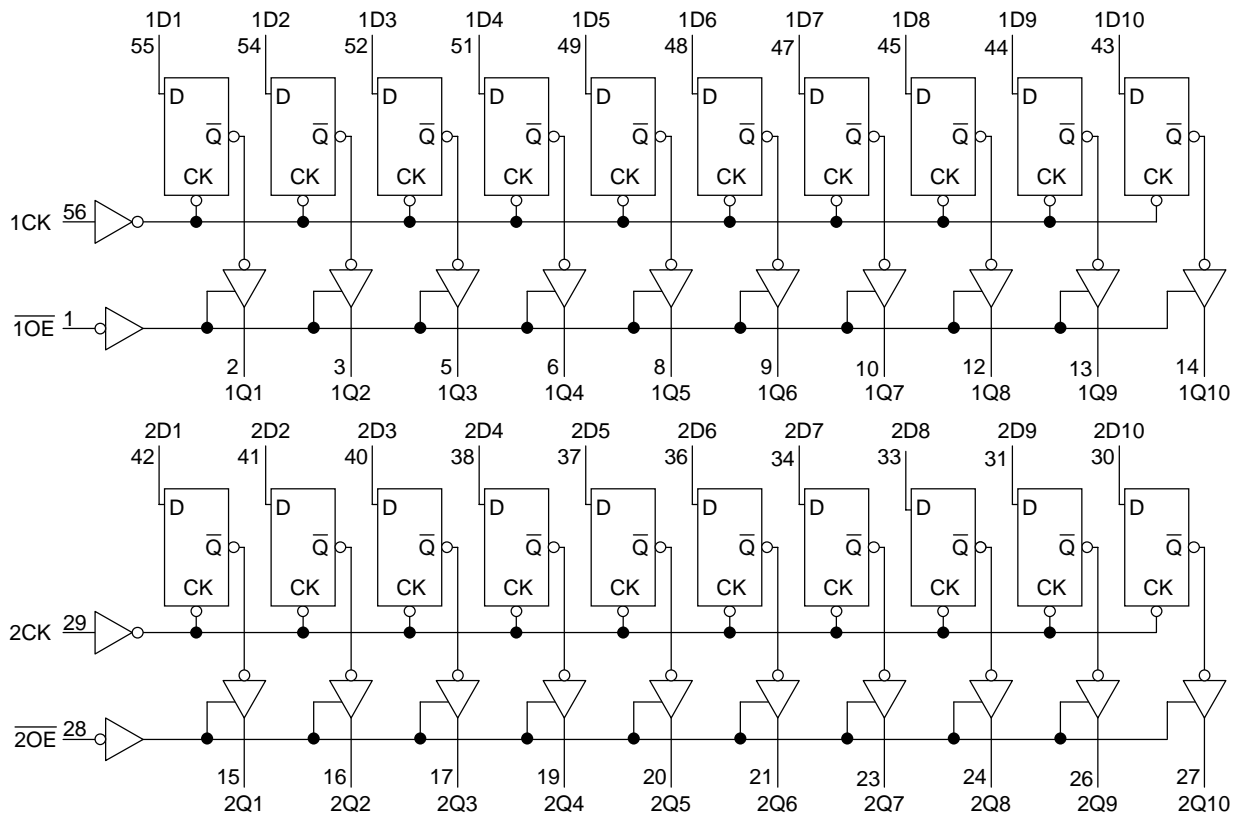 1D1 1D2 1D3 1D4 1D5 1D6 1D7 1D8 1D9 1D10
55 54 52 51 49 48 47 45 44 43
D D D D D D D D D D
Q̅ Q̅ Q̅ Q̅ Q̅ Q̅ Q̅ Q̅ Q̅ Q̅
CK CK CK CK CK CK CK CK CK CK
1CK 56
1̅O̅E̅ 1
2 3 5 6 8 9 10 12 13 14
1Q1 1Q2 1Q3 1Q4 1Q5 1Q6 1Q7 1Q8 1Q9 1Q10
2D1 2D2 2D3 2D4 2D5 2D6 2D7 2D8 2D9 2D10
42 41 40 38 37 36 34 33 31 30
D D D D D D D D D D
Q̅ Q̅ Q̅ Q̅ Q̅ Q̅ Q̅ Q̅ Q̅ Q̅
CK CK CK CK CK CK CK CK CK CK
2CK 29
2̅O̅E̅ 28
15 16 17 19 20 21 23 24 26 27
2Q1 2Q2 2Q3 2Q4 2Q5 2Q6 2Q7 2Q8 2Q9 2Q10